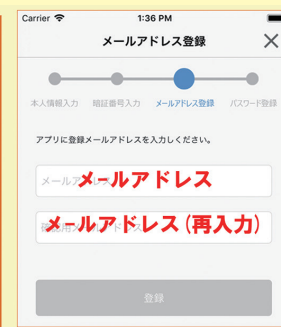 Carrier 1:36 PM
メールアドレス登録
本人情報入力 暗証番号入力 メールアドレス登録 パスワード登録
アプリに登録メールアドレスを入力してください。
メールアドレス
メールアドレス(再入力)
登録